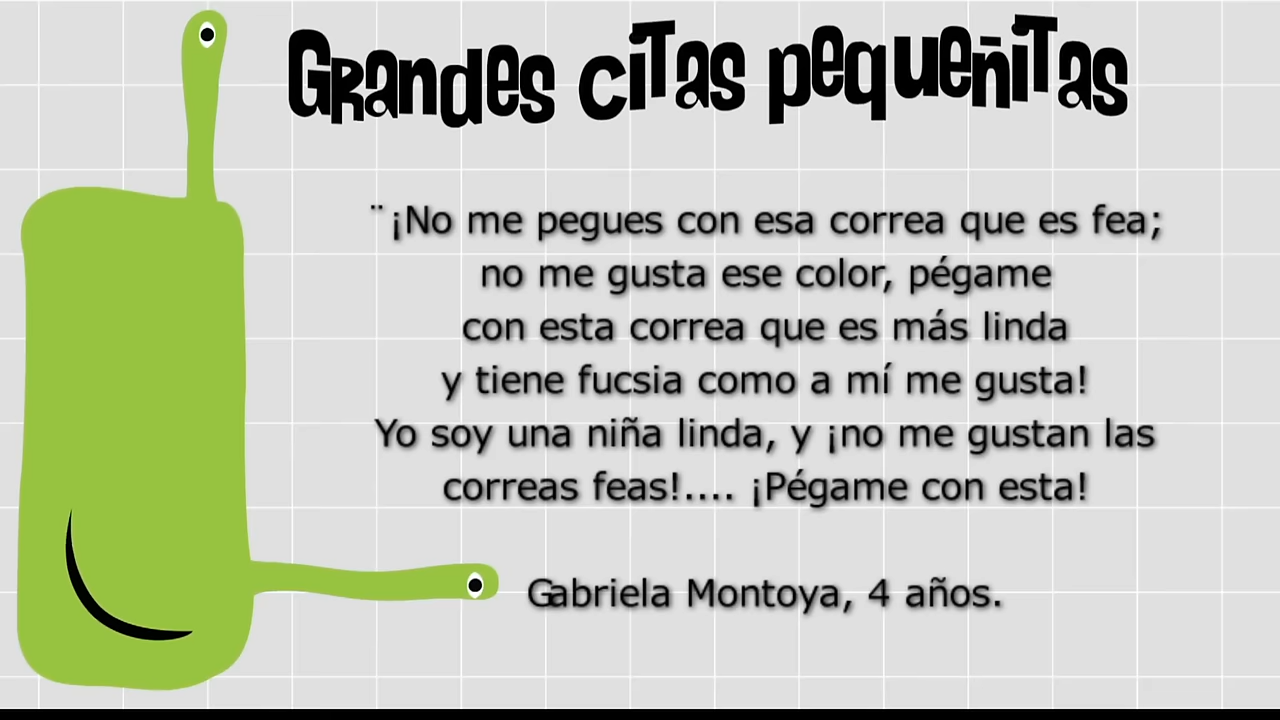 Grandes citas pequeñitas
¨¡No me pegues con esa correa que es fea;
no me gusta ese color, pégame
con esta correa que es más linda
y tiene fucsia como a mí me gusta!
Yo soy una niña linda, y ¡no me gustan las
correas feas!.... ¡Pégame con esta!
Gabriela Montoya, 4 años.